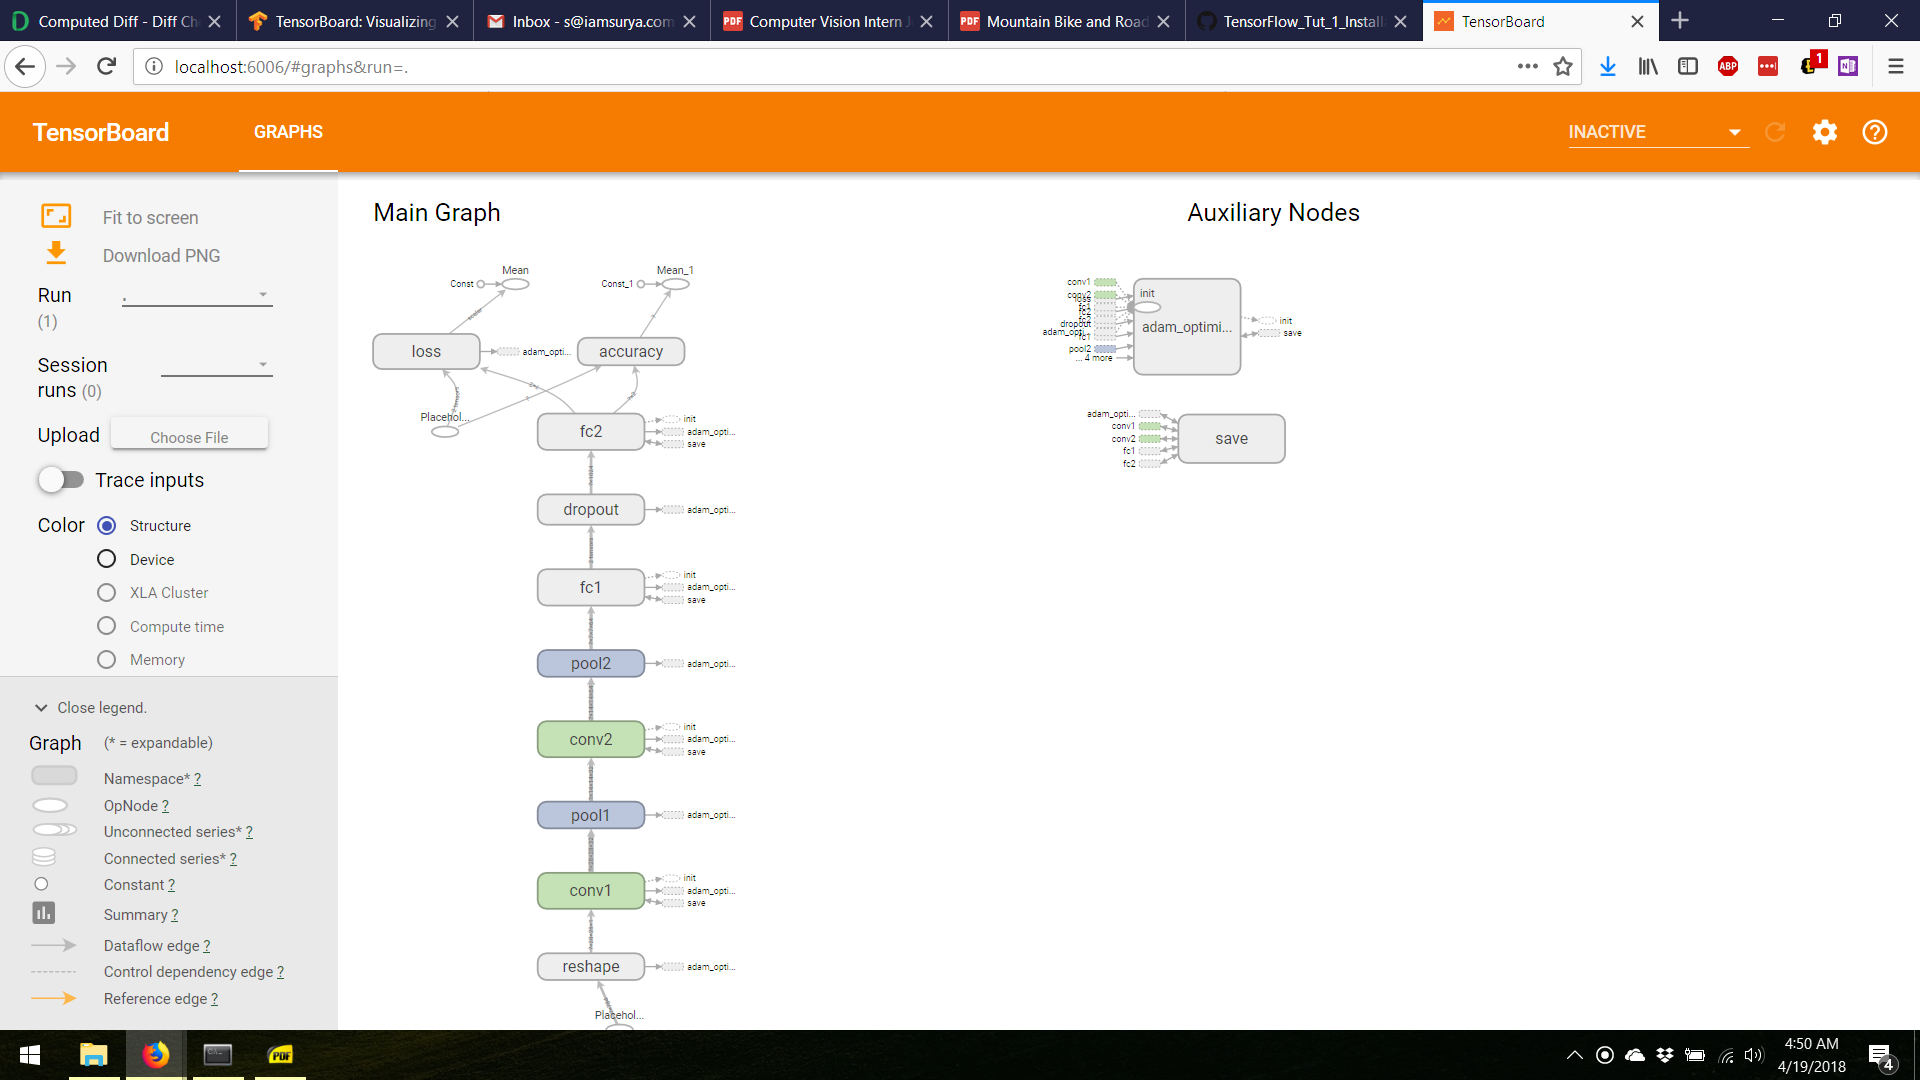 Computed Diff - Diff Ch
TensorBoard: Visualizing
Inbox - s@iamsurya.com
Computer Vision Intern J
Mountain Bike and Road
TensorFlow_Tut_1_Install
TensorBoard
localhost:6006/#graphs&run=.
ABP
1
TensorBoard
GRAPHS
INACTIVE
Fit to screen
Download PNG
Run
(1)
.
Session
runs (0)
Upload
Choose File
Trace inputs
Color
Structure
Device
XLA Cluster
Compute time
Memory
Close legend.
Graph
(* = expandable)
Namespace* ?
OpNode ?
Unconnected series* ?
Connected series* ?
Constant ?
Summary ?
Dataflow edge ?
Control dependency edge ?
Reference edge ?
Main Graph
Mean
Const
Mean_1
Const_1
scalar
loss
adam_opti...
accuracy
Placehol...
fc2
init
adam_opti...
save
dropout
adam_opti...
fc1
init
adam_opti...
save
pool2
adam_opti...
conv2
init
adam_opti...
save
pool1
adam_opti...
conv1
init
adam_opti...
save
reshape
adam_opti...
Placehol...
Auxiliary Nodes
conv1
conv2
loss
fc1
fc2
dropout
adam_opti...
fc1
pool2
... 4 more
init
adam_optimi...
init
save
adam_opti...
conv1
conv2
fc1
fc2
save
PDF
4:50 AM
4/19/2018
4